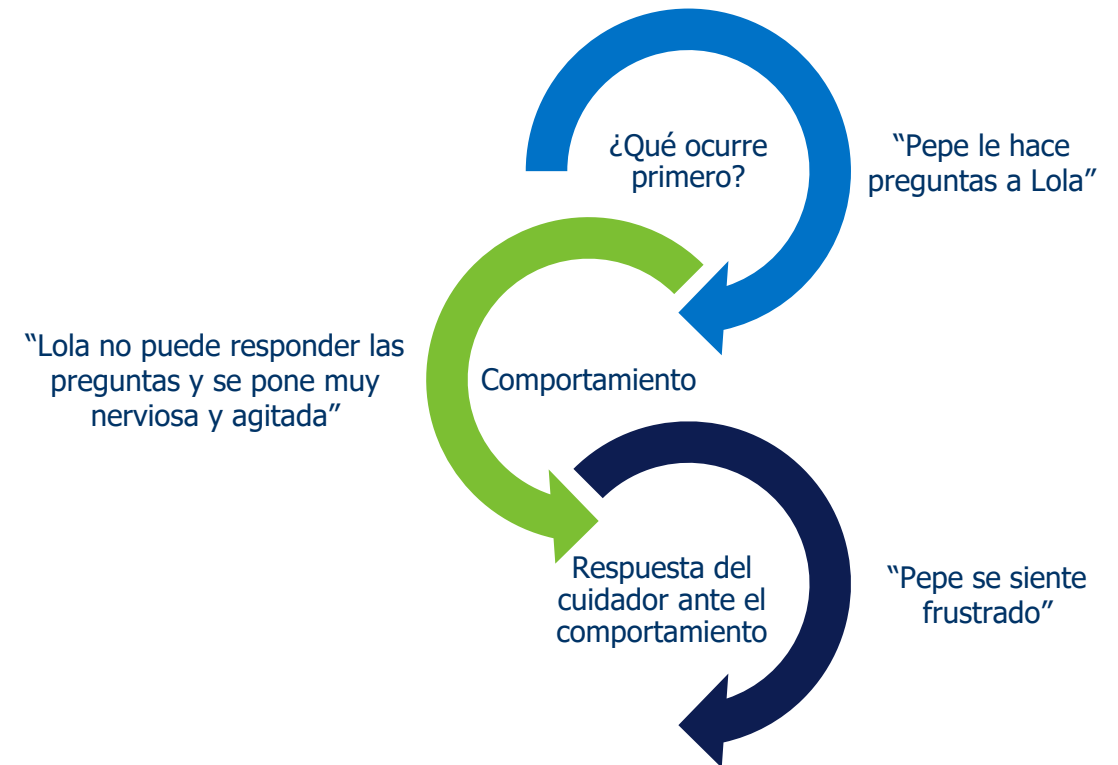 ¿Qué ocurre
primero?
“Pepe le hace
preguntas a Lola”
“Lola no puede responder las
preguntas y se pone muy
nerviosa y agitada”
Comportamiento
Respuesta del
cuidador ante el
comportamiento
“Pepe se siente
frustrado”